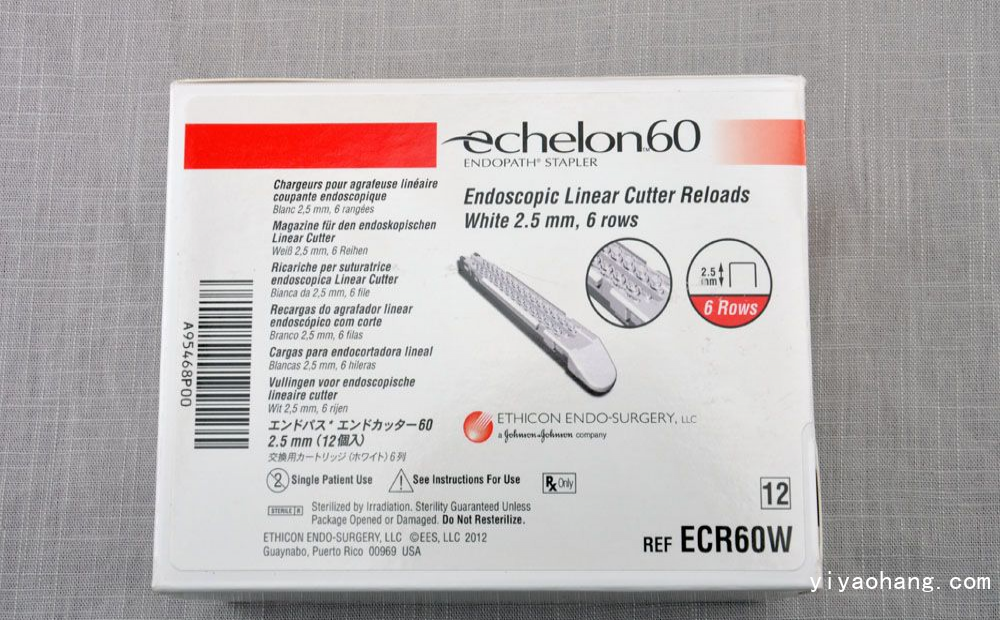 echelon60
ENDOPATH® STAPLER
Endoscopic Linear Cutter Reloads
White 2.5 mm, 6 rows
2.5
mm
6 Rows
Chargeurs pour agrafeuse linéaire
coupante endoscopique
Blanc 2,5 mm, 6 rangées
Magazine für den endoskopischen
Linear Cutter
Weiß 2,5 mm, 6 Reihen
Ricariche per suturatrice
endoscopica Linear Cutter
Bianca da 2,5 mm, 6 file
Recargas do agrafador linear
endoscópico com corte
Branco 2,5 mm, 6 filas
Cargas para endocortadora lineal
Blancas 2,5 mm, 6 hileras
Vullingen voor endoscopische
lineaire cutter
Wit 2,5 mm, 6 rijen
エンドパス* エンドカッター60
2.5 mm (12個入)
交換用カートリッジ (ホワイト) 6列
A95468P00
ETHICON ENDO-SURGERY, LLC
a Johnson & Johnson company
2 Single Patient Use
! See Instructions For Use
Rx Only
STERILE R
Sterilized by Irradiation. Sterility Guaranteed Unless
Package Opened or Damaged. Do Not Resterilize.
ETHICON ENDO-SURGERY, LLC ©EES, LLC 2012
Guaynabo, Puerto Rico 00969 USA
12
REF ECR60W
yiyaohang.com